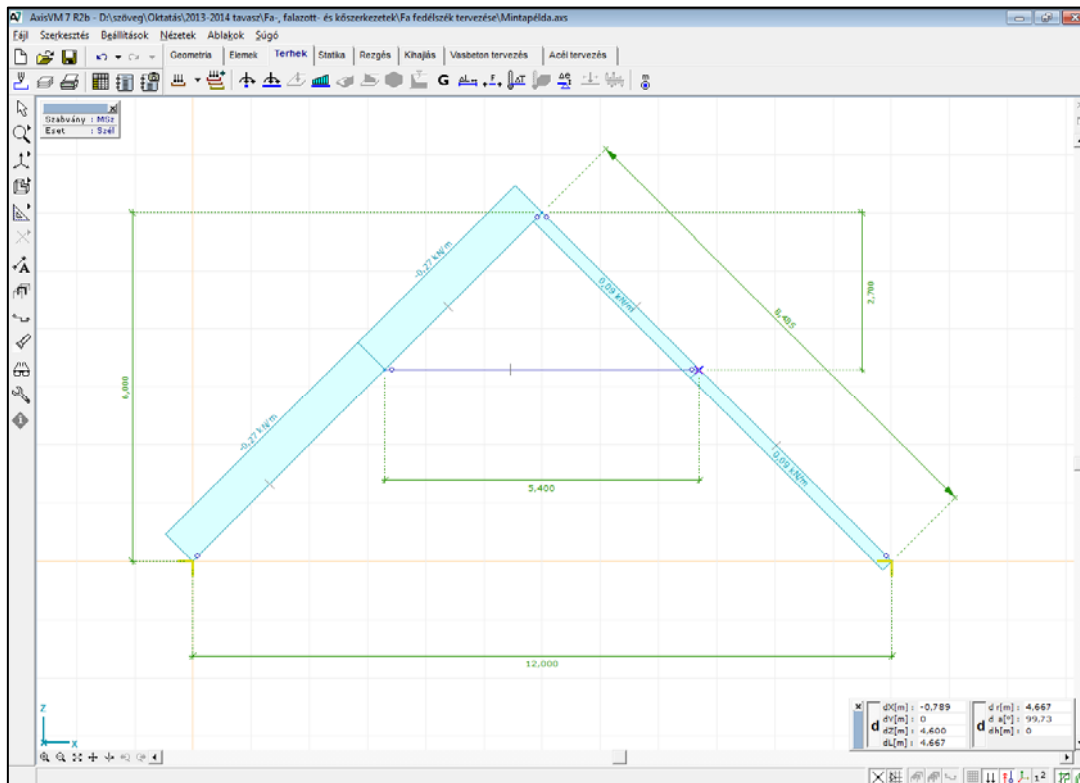 AxisVM 7 R2b - D:\szöveg\Oktatás\2013-2014 tavasz\Fa-, falazott- és kőszerkezetek\Fa fedélszék tervezése\Mintapélda.axs
Fájl Szerkesztés Beállítások Nézetek Ablakok Súgó
Geometria Elemek Terhek Statika Rezgés Kihajlás Vasbeton tervezés Acél tervezés
G
Szabvány : MSz
Eset : Szél
-0,27 kN/m
0,09 kN/m
8,485
2,700
6,000
-0,27 kN/m
0,09 kN/m
5,400
12,000
Z
X
dX[m] : -0,789
dY[m] : 0
dZ[m] : 4,600
dL[m] : 4,667
d
d r[m] : 4,667
d a[°] : 99,73
dh[m] : 0
d